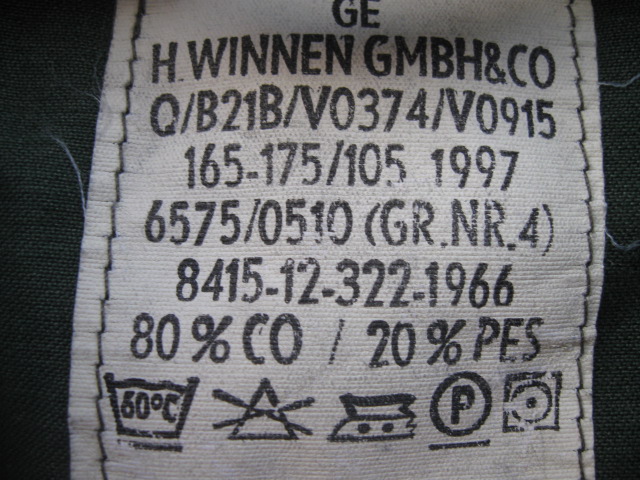 GE
H.WINNEN GMBH&CO
Q/B21B/V0374/V0915
165-175/105 1997
6575/0510 (GR.NR.4)
8415-12-322-1966
80%CO / 20%PES
60°C P